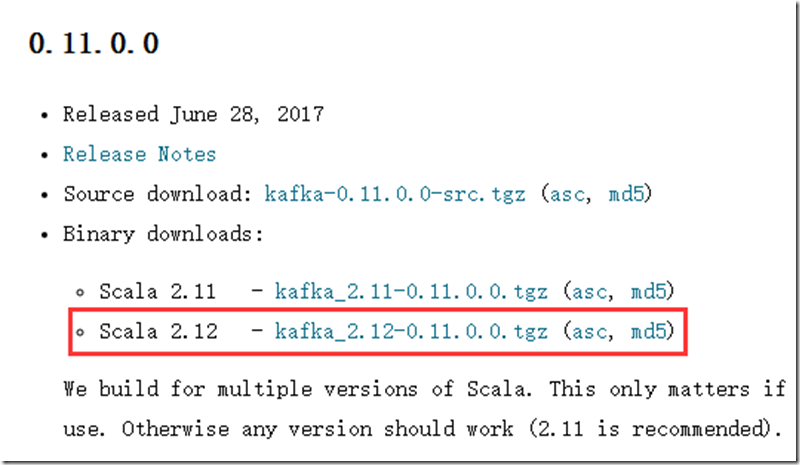 0.11.0.0
Released June 28, 2017
Release Notes
Source download: kafka-0.11.0.0-src.tgz (asc, md5)
Binary downloads:
Scala 2.11 - kafka_2.11-0.11.0.0.tgz (asc, md5)
Scala 2.12 - kafka_2.12-0.11.0.0.tgz (asc, md5)
We build for multiple versions of Scala. This only matters if
use. Otherwise any version should work (2.11 is recommended).